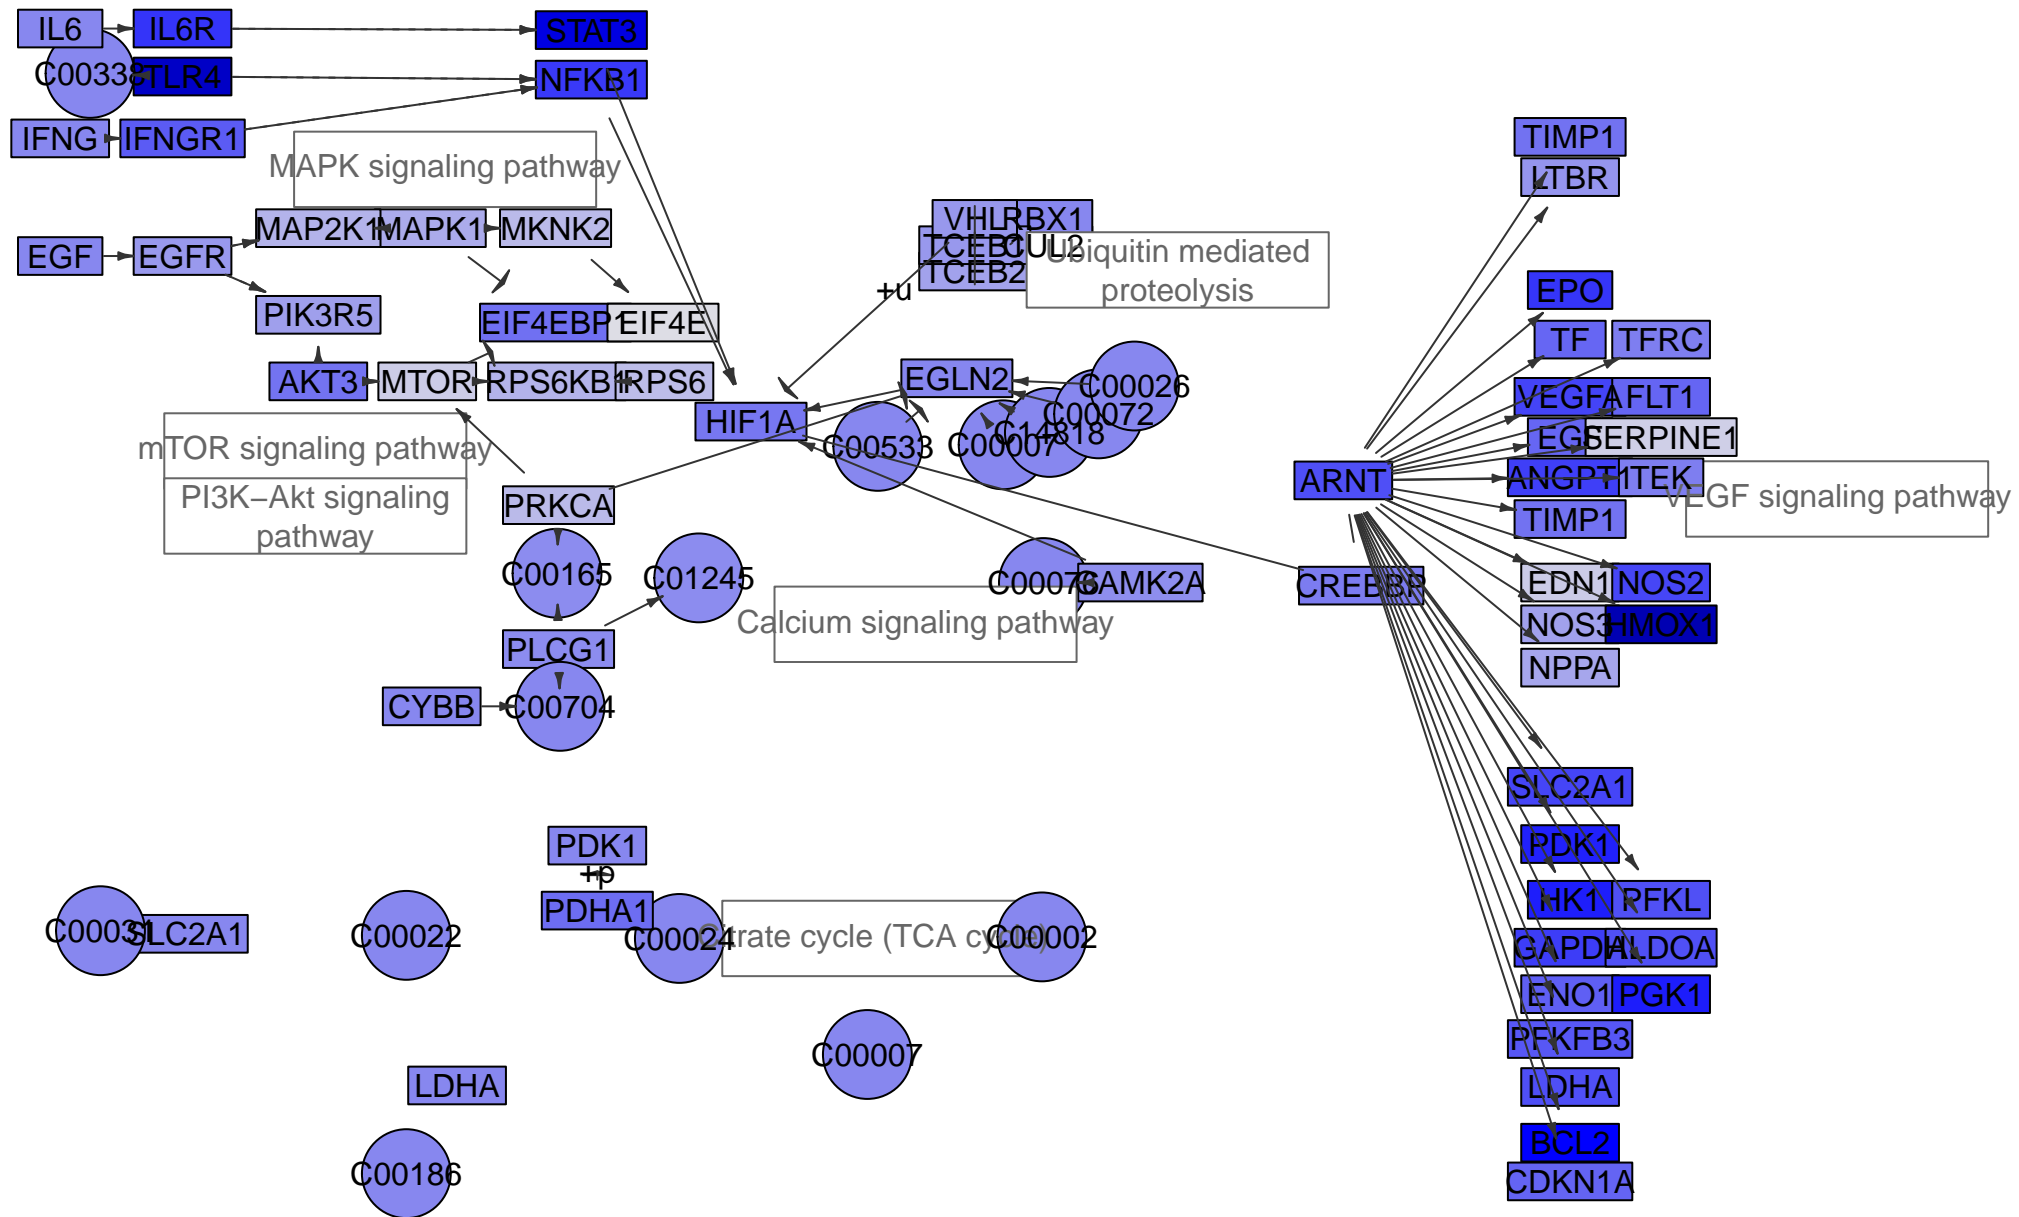 IL6
IL6R
STAT3
C00338
TLR4
NFKB1
IFNG
IFNGR1
TIMP1
MAPK signaling pathway
LTBR
MAP2K1
MAPK1
MKNK2
VHL
RBX1
EGF
EGFR
TCEB1
CUL2
Ubiquitin mediated
proteolysis
TCEB2
+u
EPO
PIK3R5
EIF4EBP1
EIF4E
TF
TFRC
AKT3
MTOR
RPS6KB1
RPS6
EGLN2
C00026
VEGFA
FLT1
HIF1A
C00533
C00007
C14818
C00072
EGF
SERPINE1
mTOR signaling pathway
PI3K–Akt signaling
pathway
ARNT
ANGPT1
TEK
VEGF signaling pathway
PRKCA
TIMP1
C00165
C01245
C00076
CAMK2A
CREBBP
EDN1
NOS2
Calcium signaling pathway
NOS3
HMOX1
PLCG1
NPPA
CYBB
C00704
SLC2A1
PDK1
+p
PDK1
PDHA1
HK1
PFKL
C00031
SLC2A1
C00022
C00024
Citrate cycle (TCA cycle)
C00002
GAPDH
ALDOA
ENO1
PGK1
C00007
PFKFB3
LDHA
LDHA
BCL2
C00186
CDKN1A